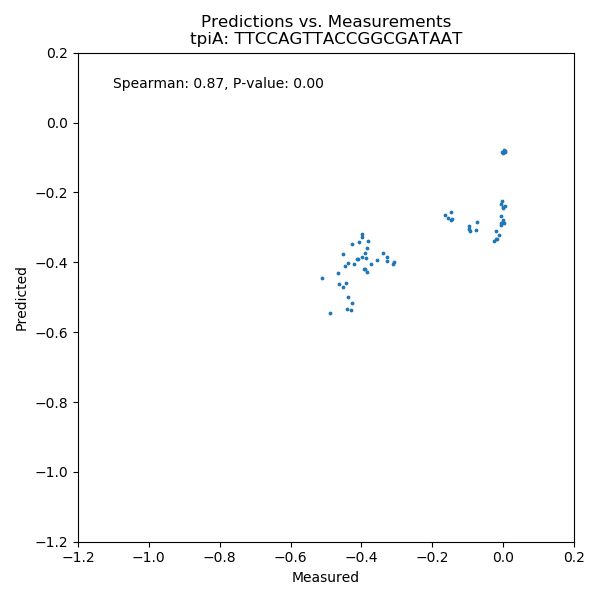 Predictions vs. Measurements
tpiA: TTCCAGTTACCGGCGATAAT
Spearman: 0.87, P-value: 0.00
0.2
0.0
−0.2
−0.4
−0.6
−0.8
−1.0
−1.2
Predicted
−1.2 −1.0 −0.8 −0.6 −0.4 −0.2 0.0 0.2
Measured